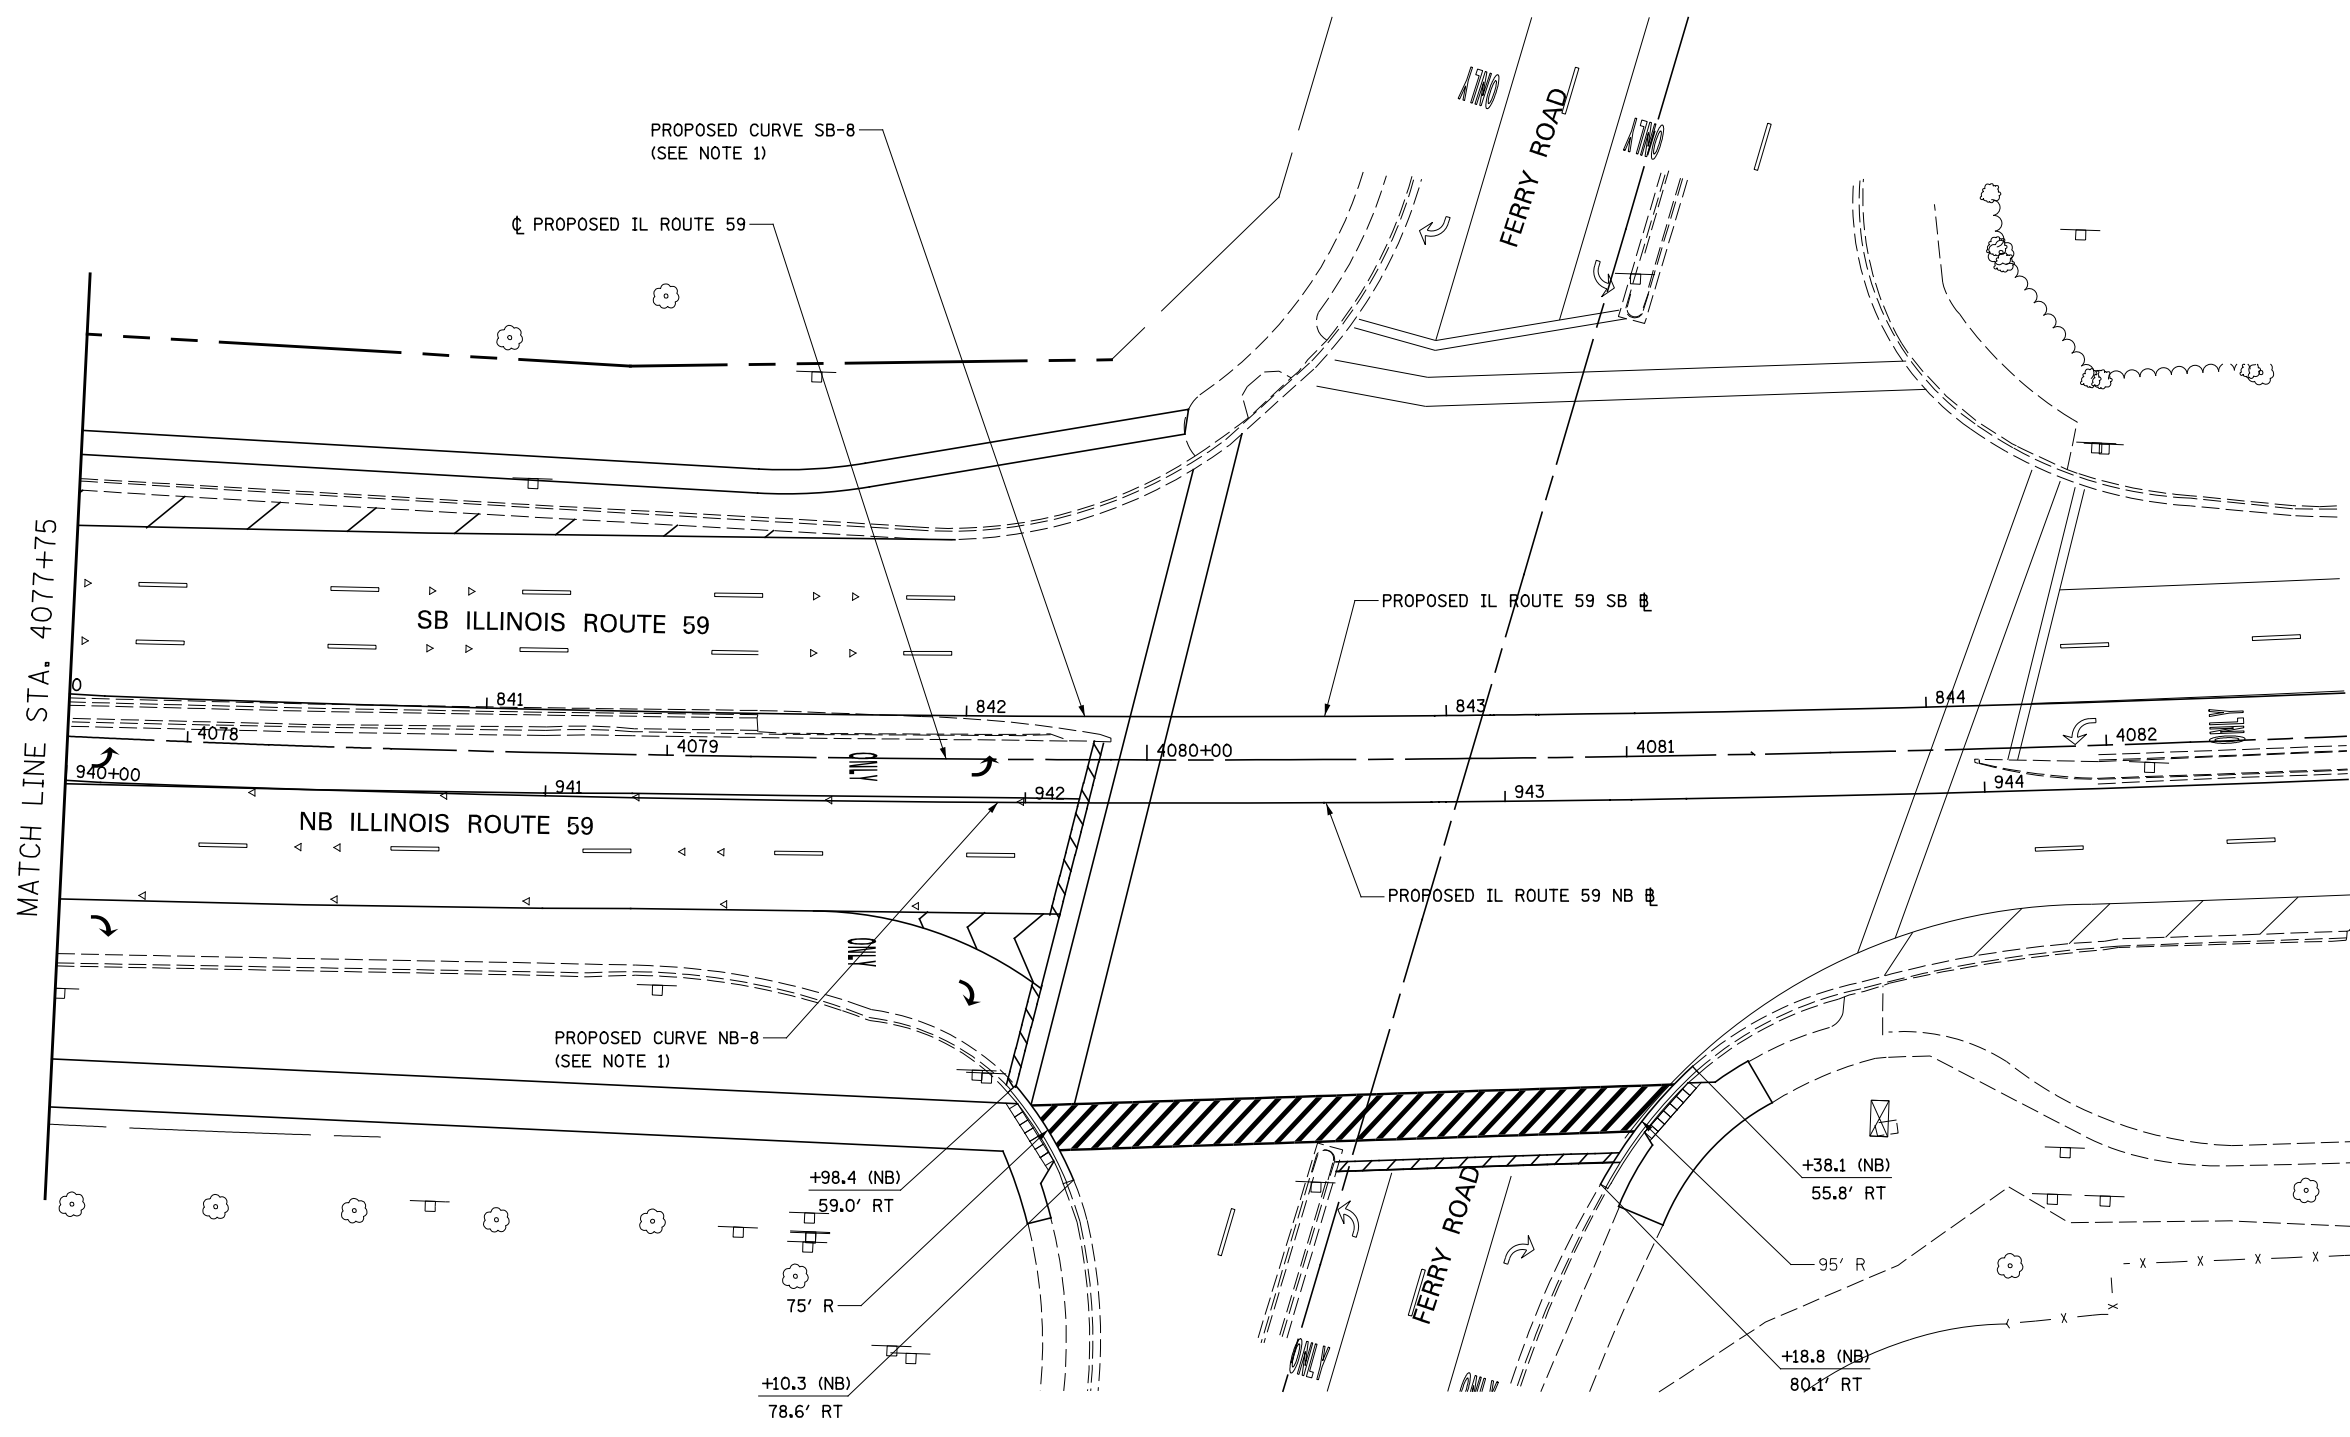 ONLY
ONLY
FERRY ROAD
PROPOSED CURVE SB-8
(SEE NOTE 1)
℄ PROPOSED IL ROUTE 59
MATCH LINE STA. 4077+75
SB ILLINOIS ROUTE 59
PROPOSED IL ROUTE 59 SB BL
0
841
842
843
844
ONLY
4078
4079
4080+00
4081
4082
ONLY
940+00
941
942
943
944
NB ILLINOIS ROUTE 59
PROPOSED IL ROUTE 59 NB BL
ONLY
PROPOSED CURVE NB-8
(SEE NOTE 1)
+98.4 (NB)
59.0' RT
+38.1 (NB)
55.8' RT
FERRY ROAD
95' R
75' R
ONLY
ONLY
+18.8 (NB)
80.1' RT
+10.3 (NB)
78.6' RT